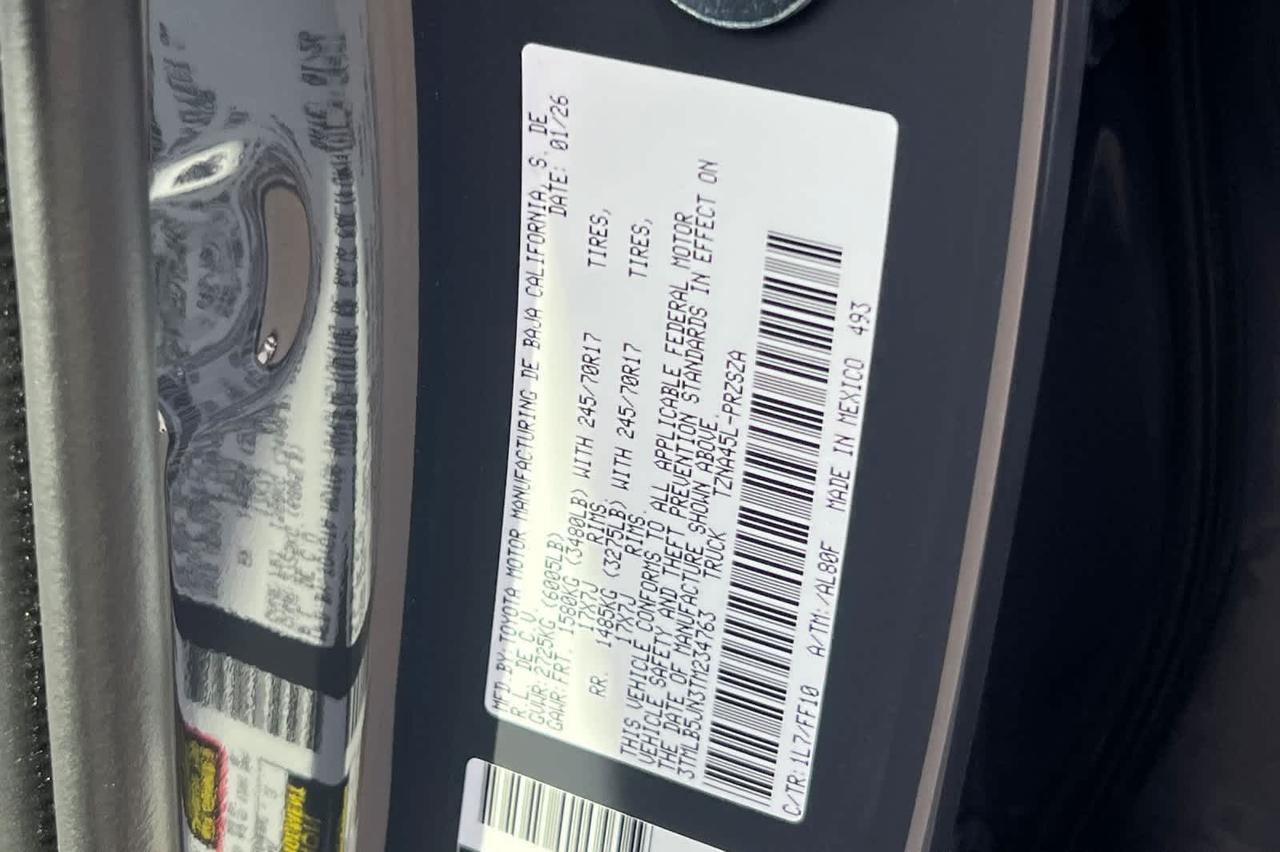 MFD.BY:TOYOTA MOTOR MANUFACTURING DE BAJA CALIFORNIA, S. DE
R.L. DE C.V. DATE: 01/26
GVWR:2725KG (6005LB)
GAWR:FRT. 1580KG (3480LB) WITH 245/70R17 TIRES,
17X7J RIMS.
RR. 1485KG (3275LB) WITH 245/70R17 TIRES,
17X7J RIMS.
THIS VEHICLE CONFORMS TO ALL APPLICABLE FEDERAL MOTOR
VEHICLE SAFETY AND THEFT PREVENTION STANDARDS IN EFFECT ON
THE DATE OF MANUFACTURE SHOWN ABOVE.
3TMLB5JN3TM234763 TRUCK TZNA45L-PRZSZA
C/TR:1L7/FF10 A/TM:/AL80F MADE IN MEXICO 493